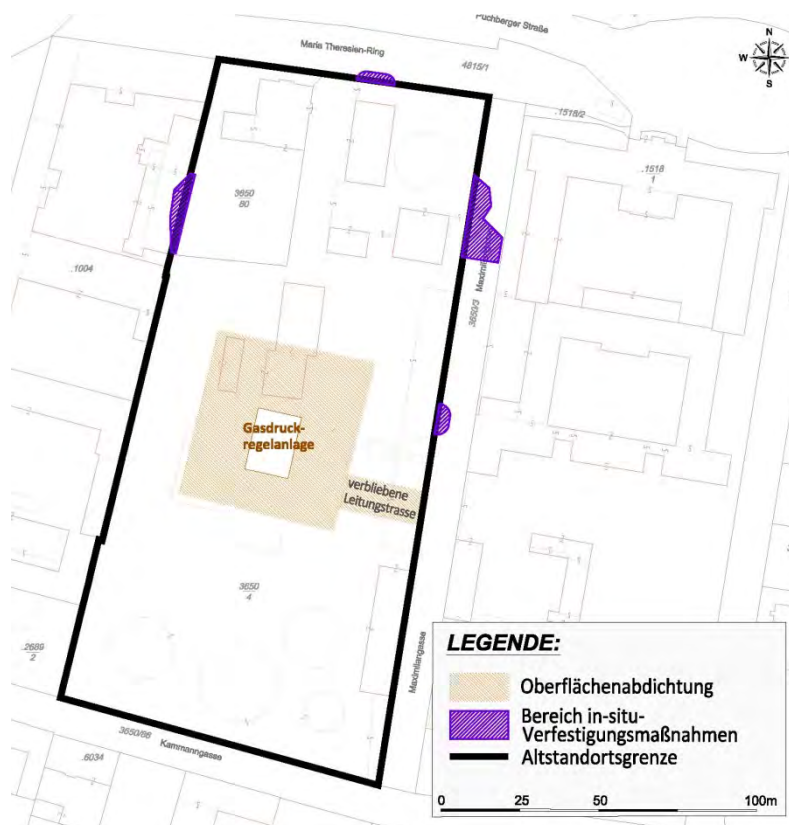 Puchberger Straße
Maria Theresien-Ring
4815/1
N
W
O
S
.1518/2
.1518
1
3650
80
.1004
Maximil
3650/3
Gasdruck-
regelanlage
verbliebene
Leitungstrasse
3650
4
.2689
2
Maximiliangasse
3650/86
Kammanngasse
.6034
LEGENDE:
Oberflächenabdichtung
Bereich in-situ-
Verfestigungsmaßnahmen
Altstandortsgrenze
0 25 50 100m